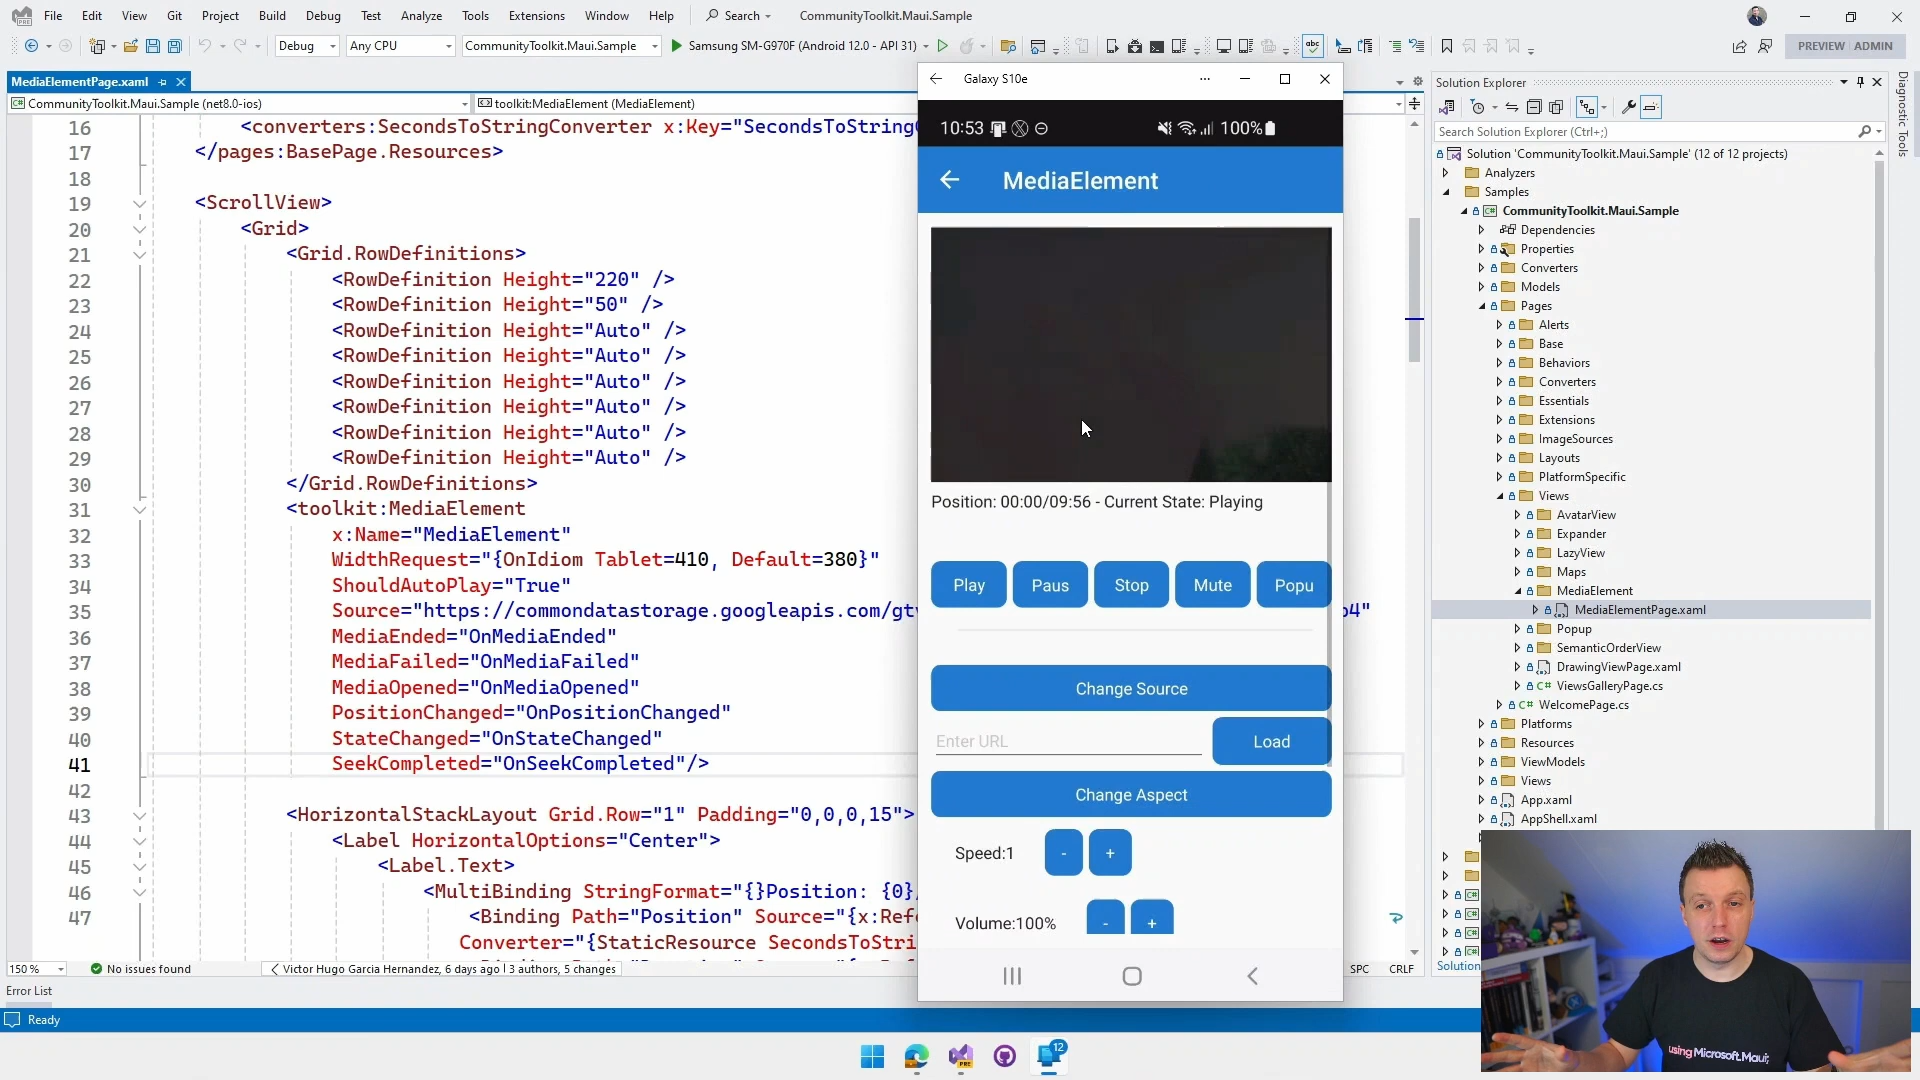 File Edit View Git Project Build Debug Test Analyze Tools Extensions Window Help Search CommunityToolkit.Maui.Sample
Debug Any CPU CommunityToolkit.Maui.Sample Samsung SM-G970F (Android 12.0 - API 31) PREVIEW ADMIN
MediaElementPage.xaml
CommunityToolkit.Maui.Sample (net8.0-ios) toolkit:MediaElement (MediaElement)
16 <converters:SecondsToStringConverter x:Key="SecondsToString
17 </pages:BasePage.Resources>
18
19 <ScrollView>
20 <Grid>
21 <Grid.RowDefinitions>
22 <RowDefinition Height="220" />
23 <RowDefinition Height="50" />
24 <RowDefinition Height="Auto" />
25 <RowDefinition Height="Auto" />
26 <RowDefinition Height="Auto" />
27 <RowDefinition Height="Auto" />
28 <RowDefinition Height="Auto" />
29 <RowDefinition Height="Auto" />
30 </Grid.RowDefinitions>
31 <toolkit:MediaElement
32 x:Name="MediaElement"
33 WidthRequest="{OnIdiom Tablet=410, Default=380}"
34 ShouldAutoPlay="True"
35 Source="https://commondatastorage.googleapis.com/gt 4"
36 MediaEnded="OnMediaEnded"
37 MediaFailed="OnMediaFailed"
38 MediaOpened="OnMediaOpened"
39 PositionChanged="OnPositionChanged"
40 StateChanged="OnStateChanged"
41 SeekCompleted="OnSeekCompleted"/>
42
43 <HorizontalStackLayout Grid.Row="1" Padding="0,0,0,15">
44 <Label HorizontalOptions="Center">
45 <Label.Text>
46 <MultiBinding StringFormat="{}Position: {0}
47 <Binding Path="Position" Source="{x:Ref
Converter="{StaticResource SecondsToStri
150 % No issues found Victor Hugo Garcia Hernandez, 6 days ago | 3 authors, 5 changes SPC CRLF
Error List
Ready
Galaxy S10e
10:53 100%
MediaElement
Position: 00:00/09:56 - Current State: Playing
Play Paus Stop Mute Popu
Change Source
Enter URL Load
Change Aspect
Speed:1 - +
Volume:100% - +
Solution Explorer
Search Solution Explorer (Ctrl+;)
Solution 'CommunityToolkit.Maui.Sample' (12 of 12 projects)
Analyzers
Samples
CommunityToolkit.Maui.Sample
Dependencies
Properties
Converters
Models
Pages
Alerts
Base
Behaviors
Converters
Essentials
Extensions
ImageSources
Layouts
PlatformSpecific
Views
AvatarView
Expander
LazyView
Maps
MediaElement
MediaElementPage.xaml
Popup
SemanticOrderView
DrawingViewPage.xaml
ViewsGalleryPage.cs
WelcomePage.cs
Platforms
Resources
ViewModels
Views
App.xaml
AppShell.xaml
Solution
Diagnostic Tools
using Microsoft.Maui;
12